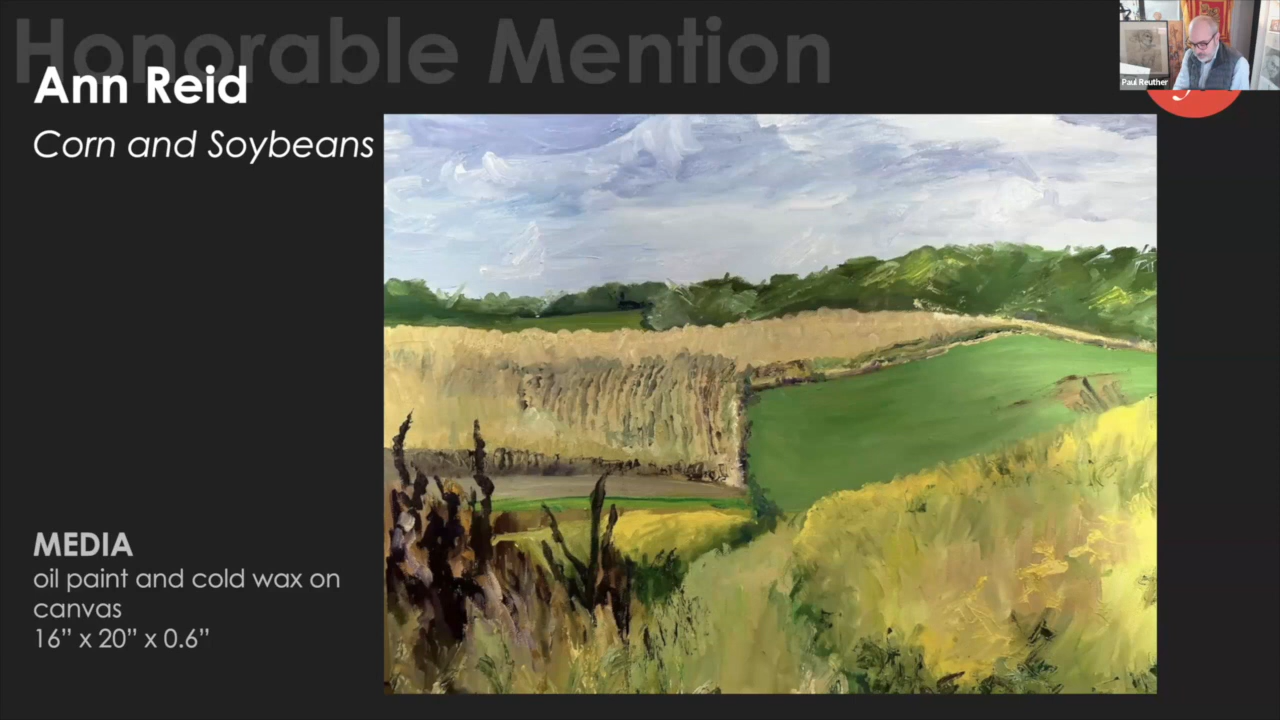 Honorable Mention
Ann Reid
Corn and Soybeans
Paul Reuther
MEDIA
oil paint and cold wax on
canvas
16” x 20” x 0.6”